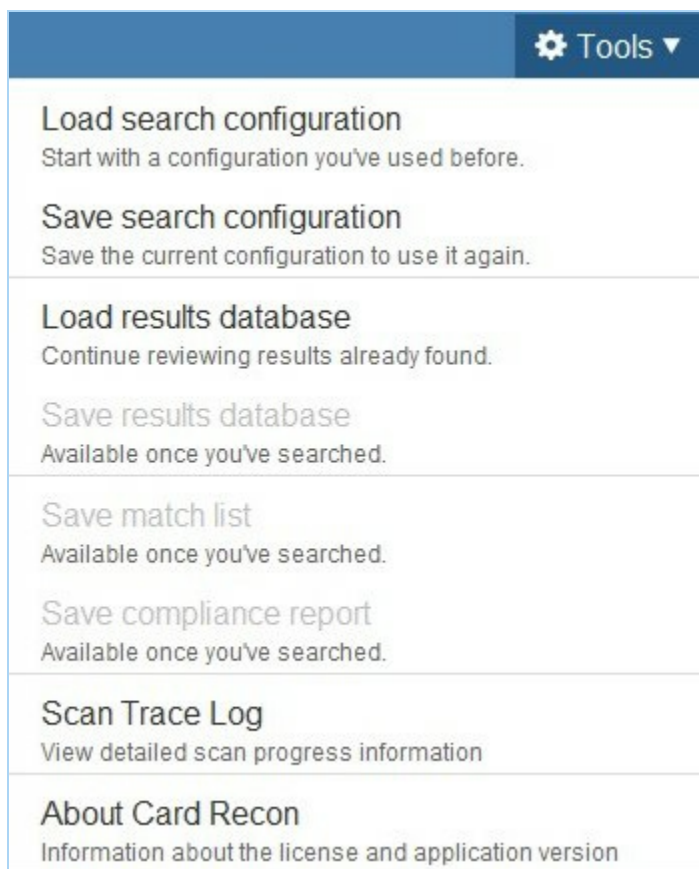 Tools
Load search configuration
Start with a configuration you've used before.
Save search configuration
Save the current configuration to use it again.
Load results database
Continue reviewing results already found.
Save results database
Available once you've searched.
Save match list
Available once you've searched.
Save compliance report
Available once you've searched.
Scan Trace Log
View detailed scan progress information
About Card Recon
Information about the license and application version